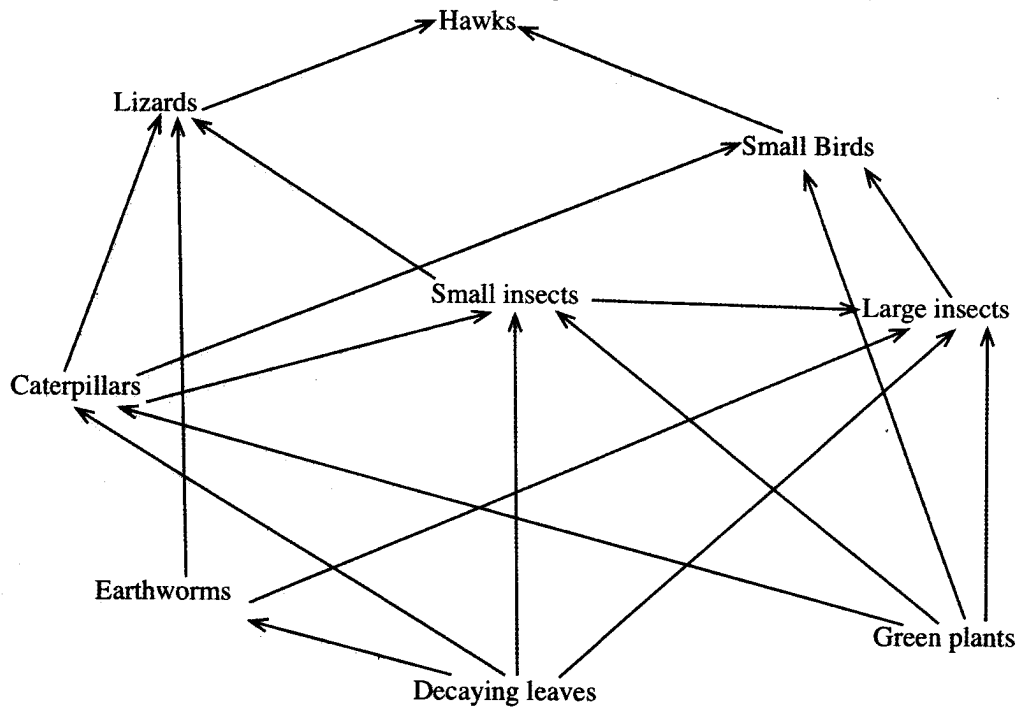 Hawks
Lizards
Small Birds
Small insects
Large insects
Caterpillars
Earthworms
Green plants
Decaying leaves